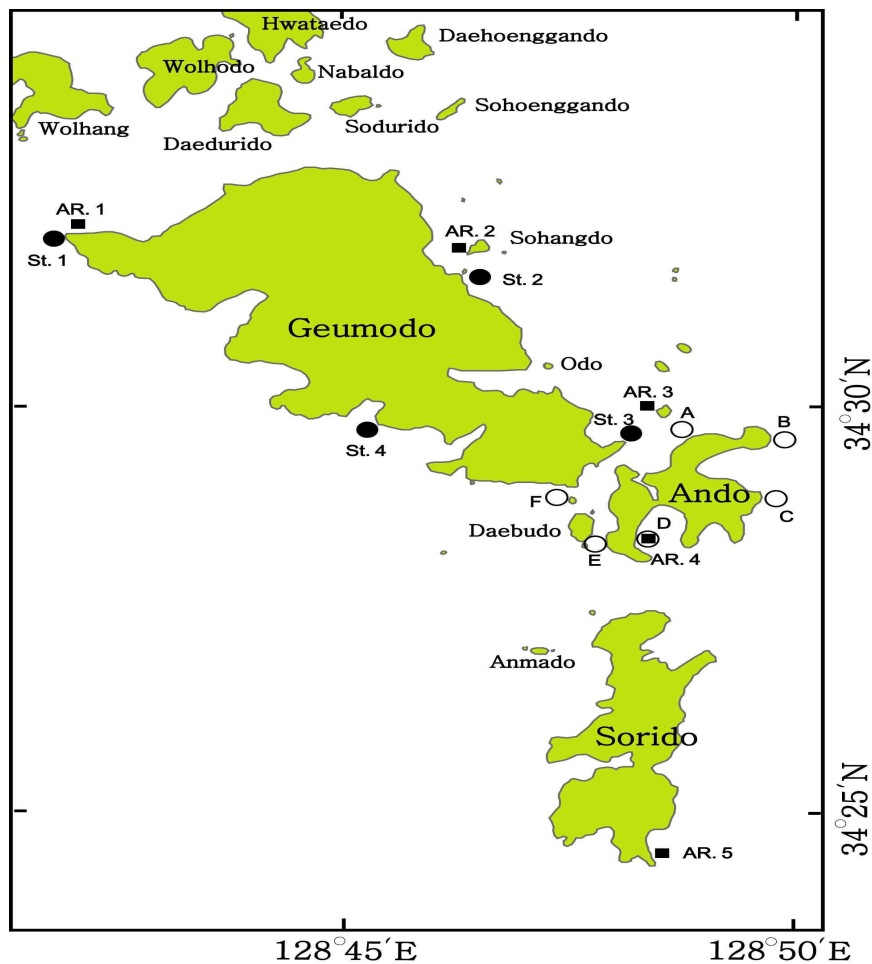 Hwataedo
Daehoenggando
Wolhodo
Nabaldo
Sohoenggando
Wolhang
Sodurido
Daedurido
AR. 1
AR. 2
Sohangdo
St. 1
St. 2
Geumodo
Odo
AR. 3
34°30′N
St. 3
A
B
St. 4
Ando
F
C
Daebudo
D
E
AR. 4
Anmado
Sorido
34°25′N
AR. 5
128°45′E
128°50′E